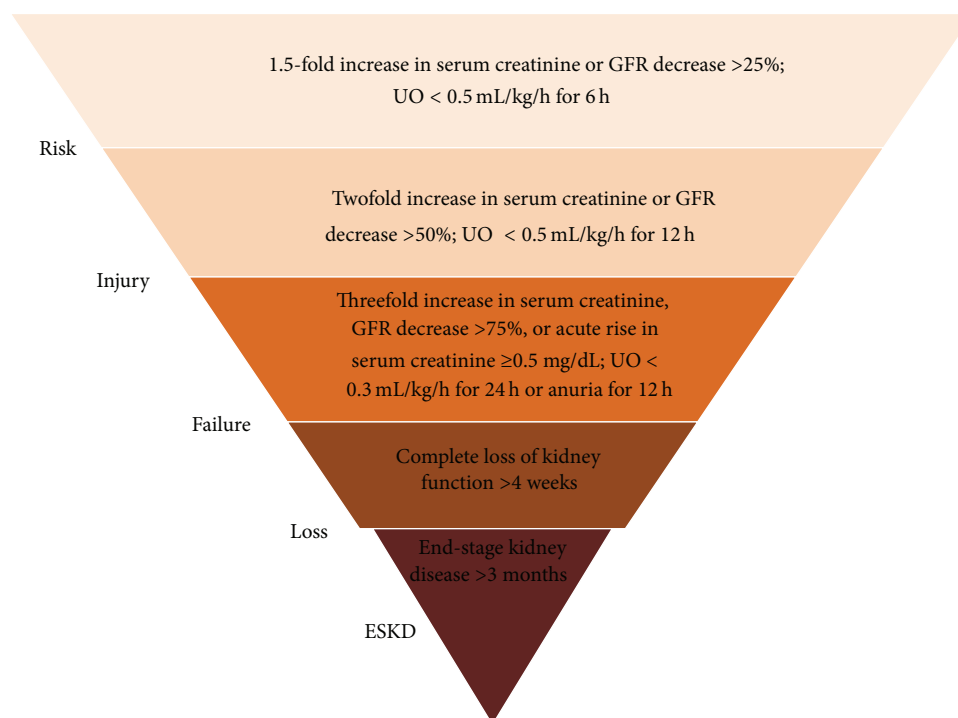 1.5-fold increase in serum creatinine or GFR decrease >25%;
UO < 0.5 mL/kg/h for 6 h
Risk
Twofold increase in serum creatinine or GFR
decrease >50%; UO < 0.5 mL/kg/h for 12 h
Injury
Threefold increase in serum creatinine,
GFR decrease >75%, or acute rise in
serum creatinine ≥0.5 mg/dL; UO <
0.3 mL/kg/h for 24 h or anuria for 12 h
Failure
Complete loss of kidney
function >4 weeks
Loss
End-stage kidney
disease >3 months
ESKD